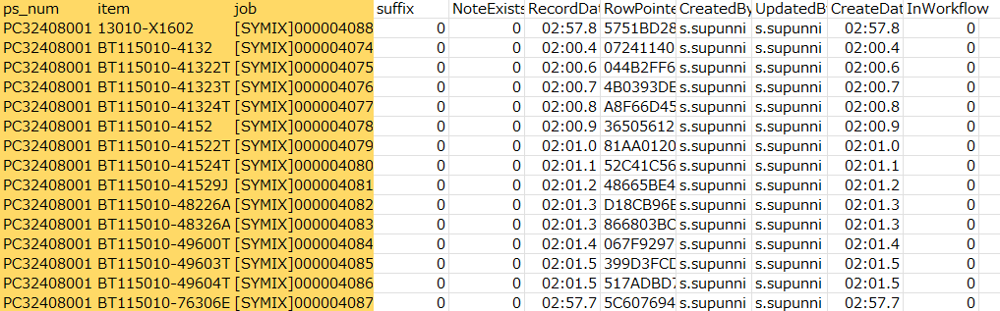 ps_num item job suffix NoteExists RecordDat RowPointe CreatedBy UpdatedBy CreateDat InWorkflow
PC32408001 13010-X1602 [SYMIX]000004088 0 0 02:57.8 5751BD28 s.supunni s.supunni 02:57.8 0
PC32408001 BT115010-4132 [SYMIX]000004074 0 0 02:00.4 07241140 s.supunni s.supunni 02:00.4 0
PC32408001 BT115010-41322T [SYMIX]000004075 0 0 02:00.6 044B2FF6 s.supunni s.supunni 02:00.6 0
PC32408001 BT115010-41323T [SYMIX]000004076 0 0 02:00.7 4B0393DE s.supunni s.supunni 02:00.7 0
PC32408001 BT115010-41324T [SYMIX]000004077 0 0 02:00.8 A8F66D45 s.supunni s.supunni 02:00.8 0
PC32408001 BT115010-4152 [SYMIX]000004078 0 0 02:00.9 36505612 s.supunni s.supunni 02:00.9 0
PC32408001 BT115010-41522T [SYMIX]000004079 0 0 02:01.0 81AA0120 s.supunni s.supunni 02:01.0 0
PC32408001 BT115010-41524T [SYMIX]000004080 0 0 02:01.1 52C41C56 s.supunni s.supunni 02:01.1 0
PC32408001 BT115010-41529J [SYMIX]000004081 0 0 02:01.2 48665BE4 s.supunni s.supunni 02:01.2 0
PC32408001 BT115010-48226A [SYMIX]000004082 0 0 02:01.3 D18CB96E s.supunni s.supunni 02:01.3 0
PC32408001 BT115010-48326A [SYMIX]000004083 0 0 02:01.3 866803BC s.supunni s.supunni 02:01.3 0
PC32408001 BT115010-49600T [SYMIX]000004084 0 0 02:01.4 067F9297 s.supunni s.supunni 02:01.4 0
PC32408001 BT115010-49603T [SYMIX]000004085 0 0 02:01.5 399D3FCD s.supunni s.supunni 02:01.5 0
PC32408001 BT115010-49604T [SYMIX]000004086 0 0 02:01.5 517ADBD7 s.supunni s.supunni 02:01.5 0
PC32408001 BT115010-76306E [SYMIX]000004087 0 0 02:57.7 5C607694 s.supunni s.supunni 02:57.7 0